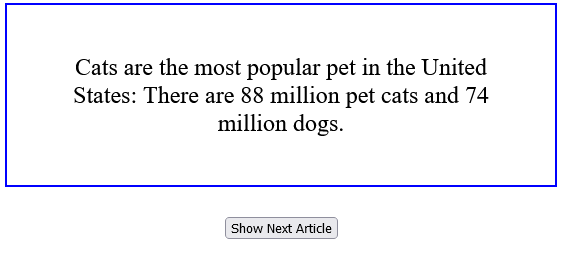 Cats are the most popular pet in the United
States: There are 88 million pet cats and 74
million dogs.
Show Next Article